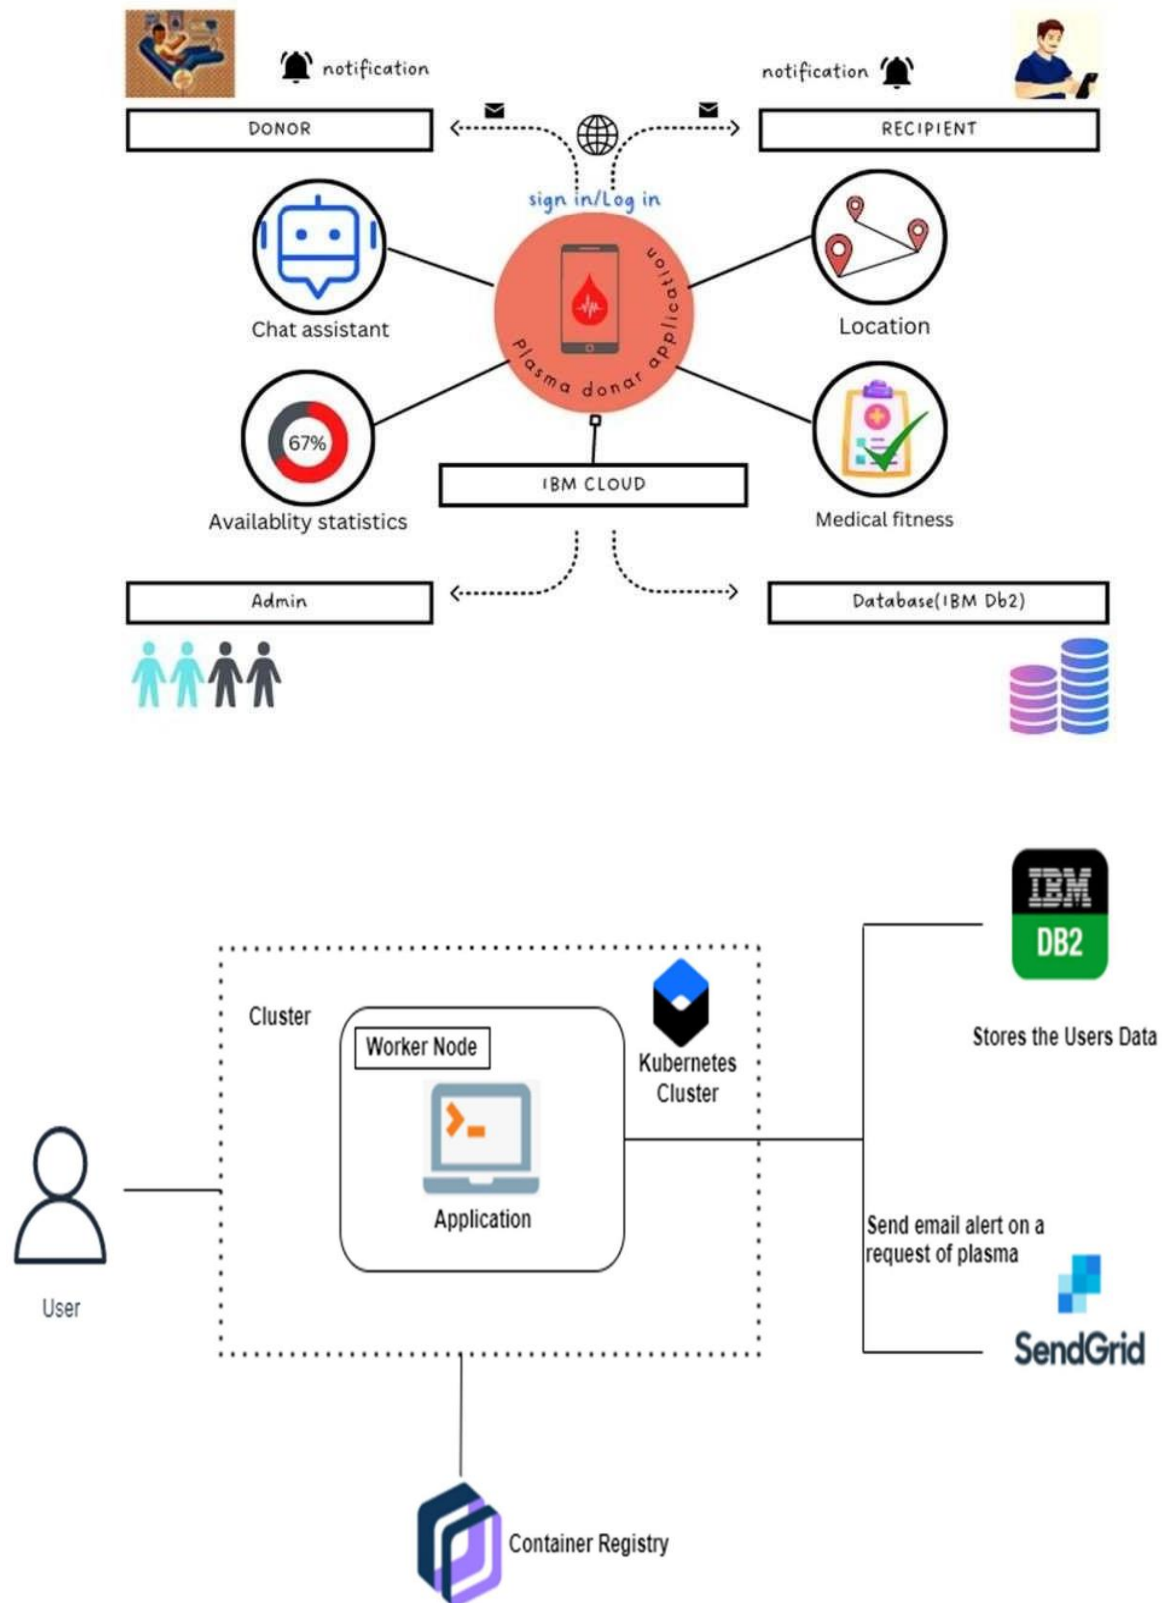 notification
notification
DONOR
RECIPIENT
sign in/Log in
Plasma donar application
Chat assistant
Location
67%
IBM CLOUD
Availablity statistics
Medical fitness
Admin
Database(IBM Db2)
IBM
DB2
Cluster
Worker Node
Stores the Users Data
Kubernetes
Cluster
Application
Send email alert on a
request of plasma
User
SendGrid
Container Registry